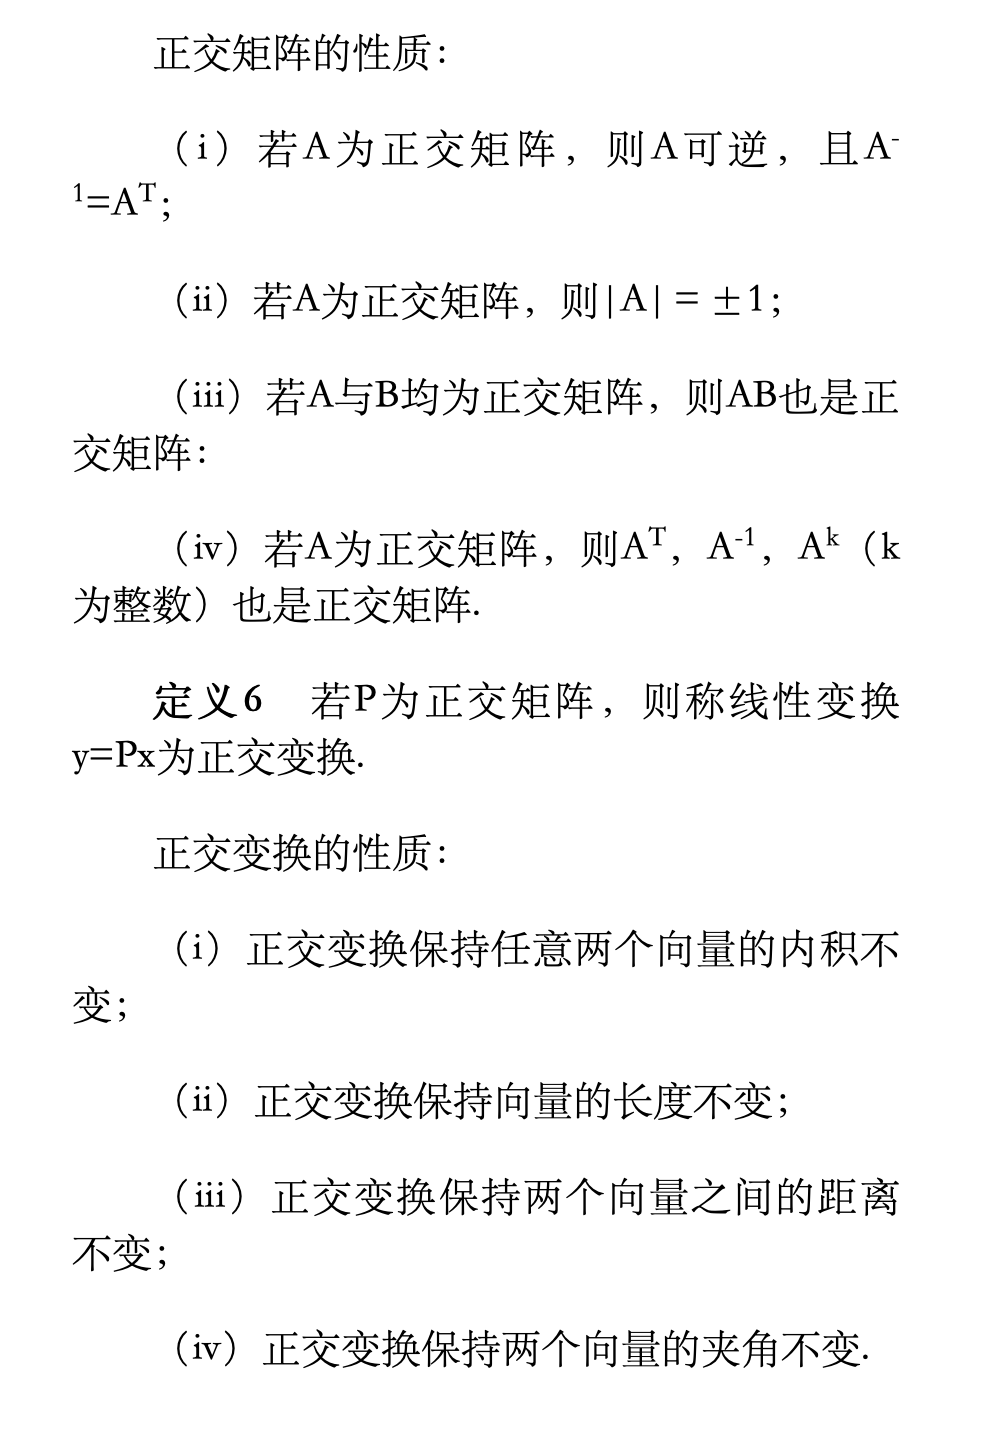 正交矩阵的性质：
（i）若A为正交矩阵，则A可逆，且A⁻
¹=Aᵀ；
（ii）若A为正交矩阵，则|A| = ±1；
（iii）若A与B均为正交矩阵，则AB也是正
交矩阵：
（iv）若A为正交矩阵，则Aᵀ，A⁻¹，Aᵏ（k
为整数）也是正交矩阵.
定义6 若P为正交矩阵，则称线性变换
y=Px为正交变换.
正交变换的性质：
（i）正交变换保持任意两个向量的内积不
变；
（ii）正交变换保持向量的长度不变；
（iii）正交变换保持两个向量之间的距离
不变；
（iv）正交变换保持两个向量的夹角不变.